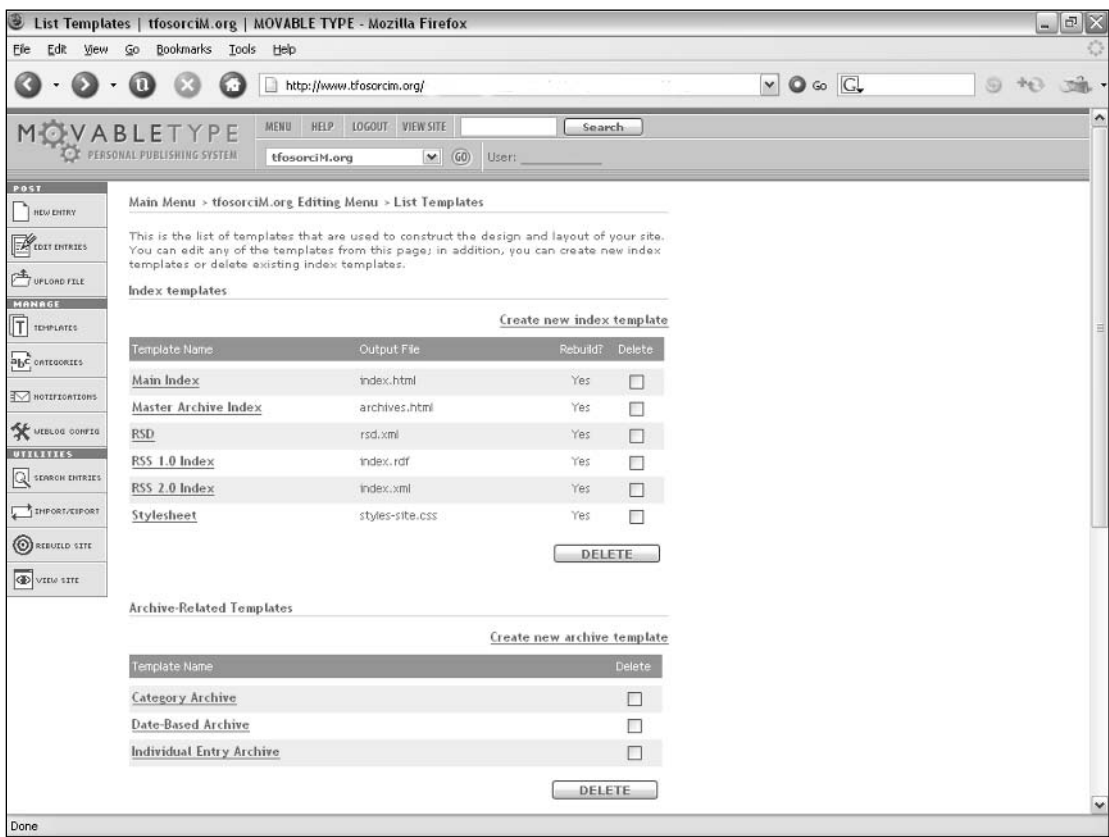 List Templates | tfosorciM.org | MOVABLE TYPE - Mozilla Firefox
File Edit View Go Bookmarks Tools Help
http://www.tfosorcim.org/ Go G
MOVABLETYPE
PERSONAL PUBLISHING SYSTEM
MENU HELP LOGOUT VIEW SITE Search
tfosorciM.org GO User:
POST
NEW ENTRY
EDIT ENTRIES
UPLOAD FILE
MANAGE
TEMPLATES
CATEGORIES
NOTIFICATIONS
WEBLOG CONFIG
UTILITIES
SEARCH ENTRIES
IMPORT/EXPORT
REBUILD SITE
VIEW SITE
Main Menu > tfosorciM.org Editing Menu > List Templates
This is the list of templates that are used to construct the design and layout of your site.
You can edit any of the templates from this page; in addition, you can create new index
templates or delete existing index templates.
Index templates
Create new index template
Template Name Output File Rebuild? Delete
Main Index index.html Yes
Master Archive Index archives.html Yes
RSD rsd.xml Yes
RSS 1.0 Index index.rdf Yes
RSS 2.0 Index index.xml Yes
Stylesheet styles-site.css Yes
DELETE
Archive-Related Templates
Create new archive template
Template Name Delete
Category Archive
Date-Based Archive
Individual Entry Archive
DELETE
Done